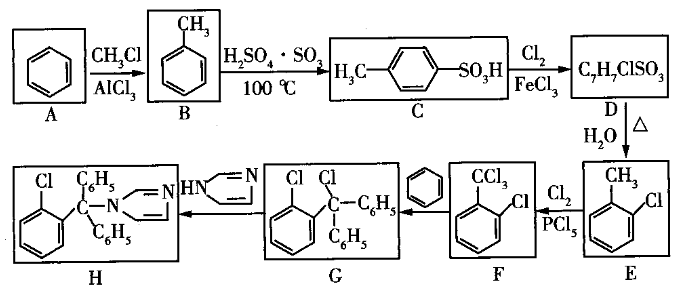 A
CH₃Cl
AlCl₃
CH₃
B
H₂SO₄·SO₃
100 ℃
H₃C SO₃H
C
Cl₂
FeCl₃
C₇H₇ClSO₃
D
H₂O △
CH₃
Cl
E
Cl₂
PCl₅
CCl₃
Cl
F
Cl Cl
C C₆H₅
C₆H₅
G
HN N
Cl C₆H₅
C N N
C₆H₅
H